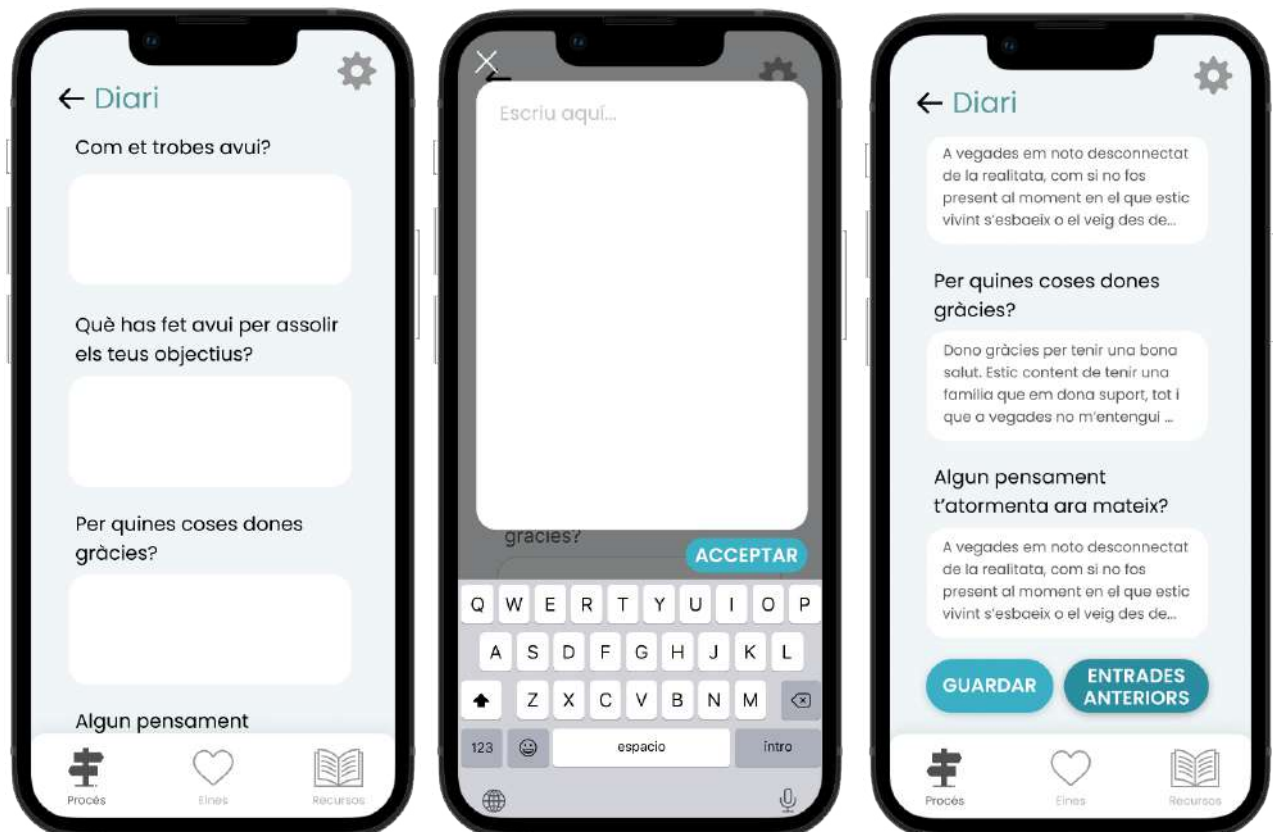 Diari
Com et trobes avui?
Què has fet avui per assolir
els teus objectius?
Per quines coses dones
gràcies?
Algun pensament
Procés
Eines
Recursos
Escriu aquí...
gràcies?
ACCEPTAR
Q W E R T Y U I O P
A S D F G H J K L
Z X C V B N M
123
espacio
intro
Diari
A vegades em noto desconnectat
de la realitata, com si no fos
present al moment en el que estic
vivint s'esbaeix o el veig des de...
Per quines coses dones
gràcies?
Dono gràcies per tenir una bona
salut. Estic content de tenir una
família que em dona suport, tot i
que a vegades no m'entengui ...
Algun pensament
t'atormenta ara mateix?
A vegades em noto desconnectat
de la realitata, com si no fos
present al moment en el que estic
vivint s'esbaeix o el veig des de...
GUARDAR
ENTRADES
ANTERIORS
Procés
Eines
Recursos